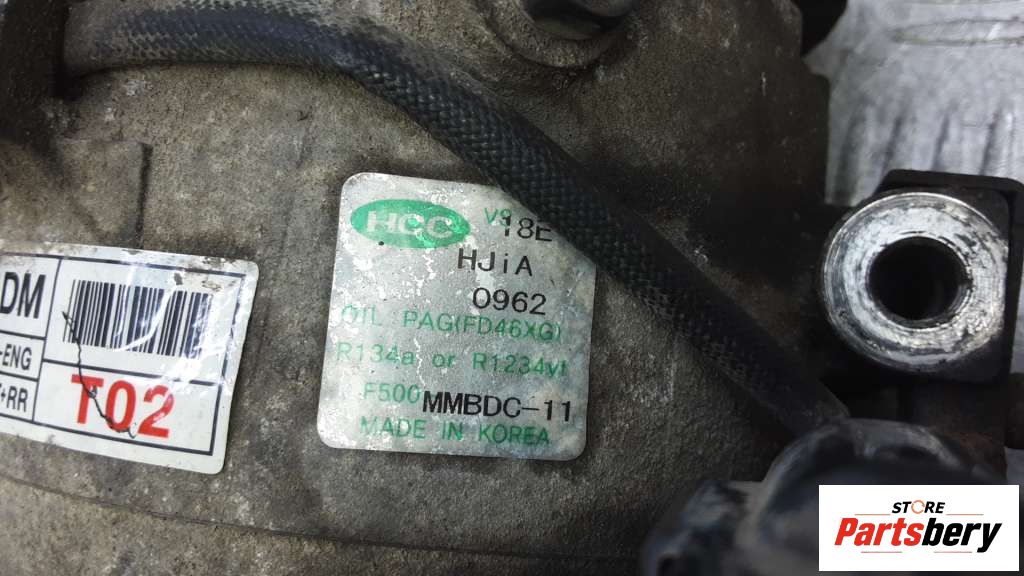 DM
-ENG
+RR
T02
HCC VS18E
HJiA
0962
OIL: PAG(FD46XG)
R134a or R1234yf
F500MMBDC-11
MADE IN KOREA
STORE
Partsbery